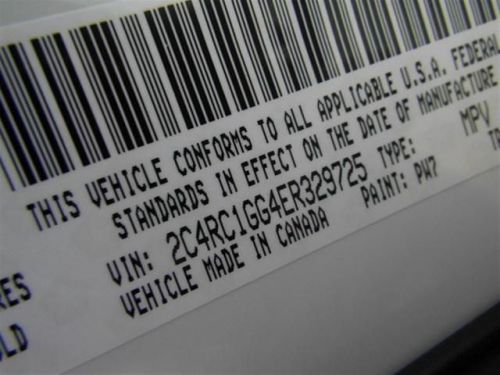 THIS VEHICLE CONFORMS TO ALL APPLICABLE U.S.A. FEDERAL
STANDARDS IN EFFECT ON THE DATE OF MANUFACTURE
VIN: 2C4RC1GG4ER329725 TYPE: MPV
VEHICLE MADE IN CANADA PAINT: PW7